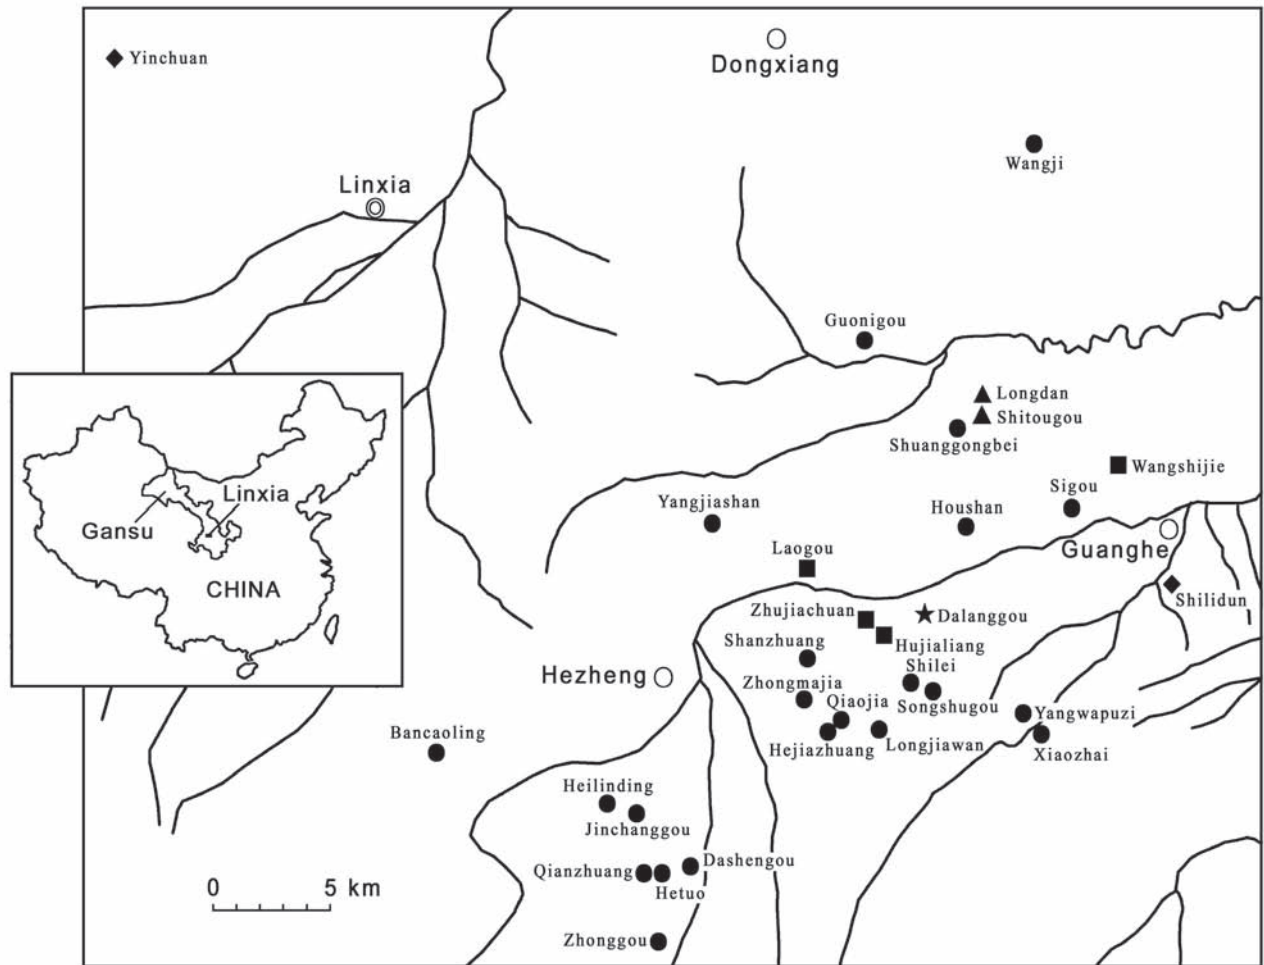 Yinchuan
Dongxiang
Wangji
Linxia
Guonigou
Longdan
Shitougou
Shuanggongbei
Wangshijie
Sigou
Yangjiashan
Houshan
Guanghe
Laogou
Shilidun
Zhujiachuan
Dalanggou
Hujialiang
Shanzhuang
Shilei
Hezheng
Zhongmajia
Qiaojia
Songshugou
Yangwapuzi
Hejiazhuang
Longjiawan
Xiaozhai
Bancaoling
Heilinding
Jinchanggou
Dashengou
Qianzhuang
Hetuo
Zhonggou
Linxia
Gansu
CHINA
0 5 km